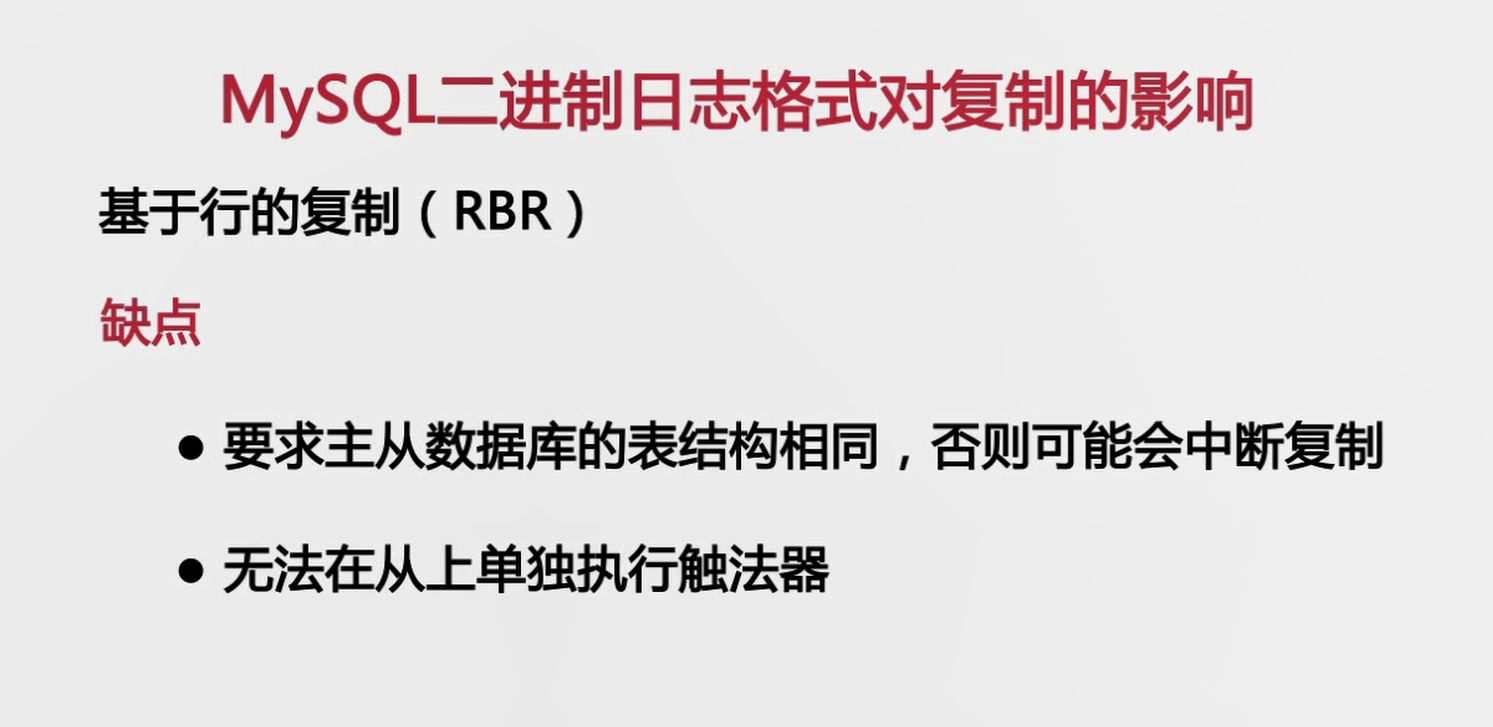 MySQL二进制日志格式对复制的影响
基于行的复制（RBR）
缺点
● 要求主从数据库的表结构相同，否则可能会中断复制
● 无法在从上单独执行触法器